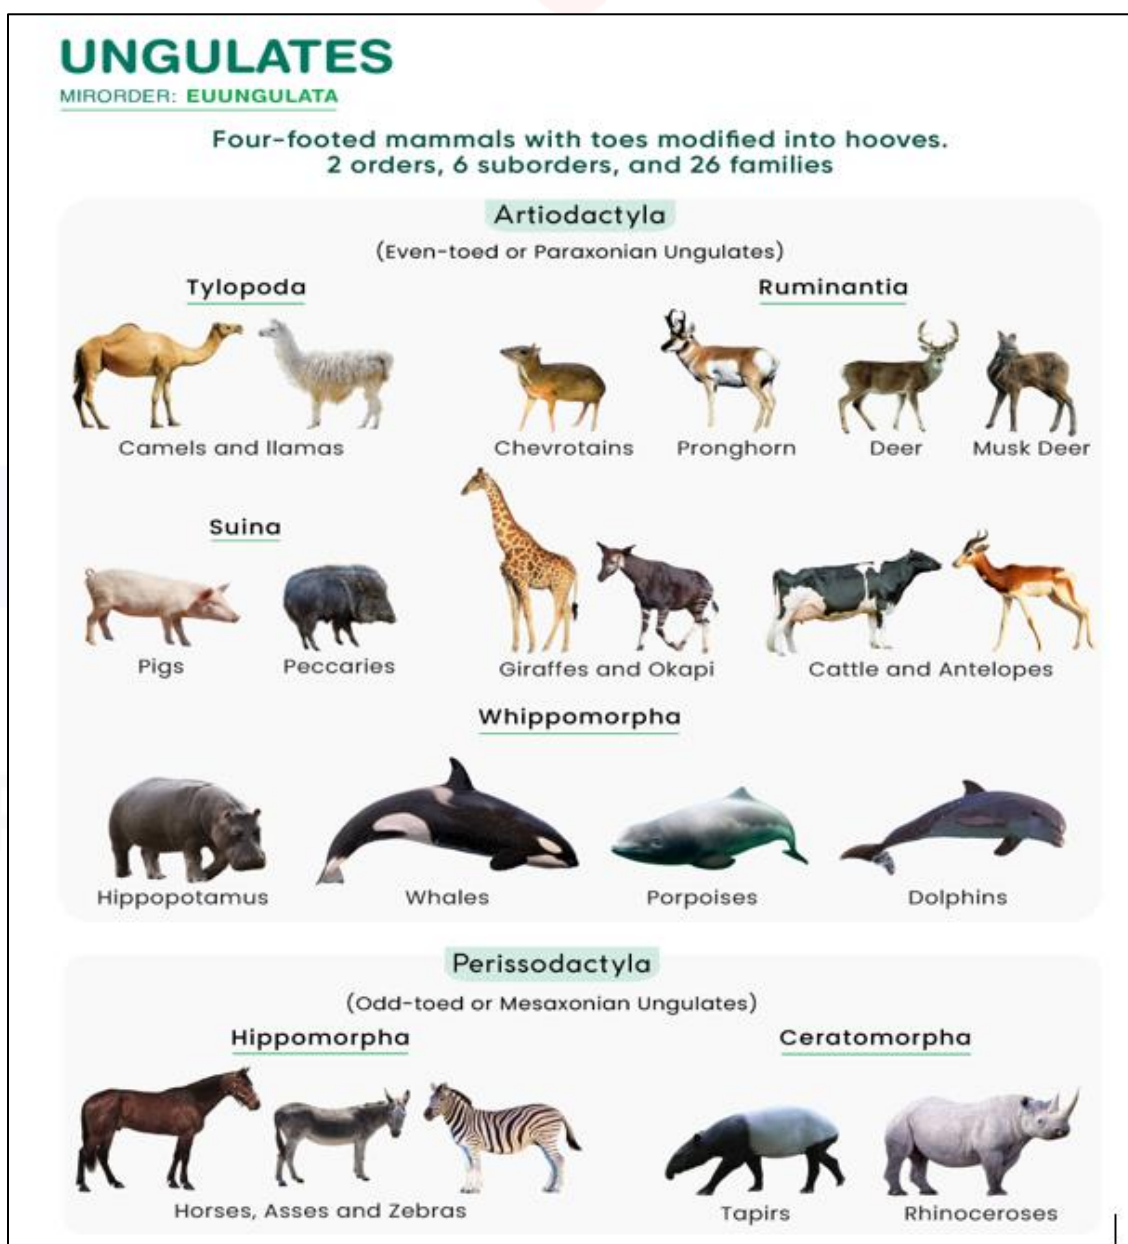 UNGULATES
MIRORDER: EUUNGULATA
Four-footed mammals with toes modified into hooves.
2 orders, 6 suborders, and 26 families
Artiodactyla
(Even-toed or Paraxonian Ungulates)
Tylopoda
Camels and llamas
Ruminantia
Chevrotains
Pronghorn
Deer
Musk Deer
Suina
Pigs
Peccaries
Giraffes and Okapi
Cattle and Antelopes
Whippomorpha
Hippopotamus
Whales
Porpoises
Dolphins
Perissodactyla
(Odd-toed or Mesaxonian Ungulates)
Hippomorpha
Horses, Asses and Zebras
Ceratomorpha
Tapirs
Rhinoceroses